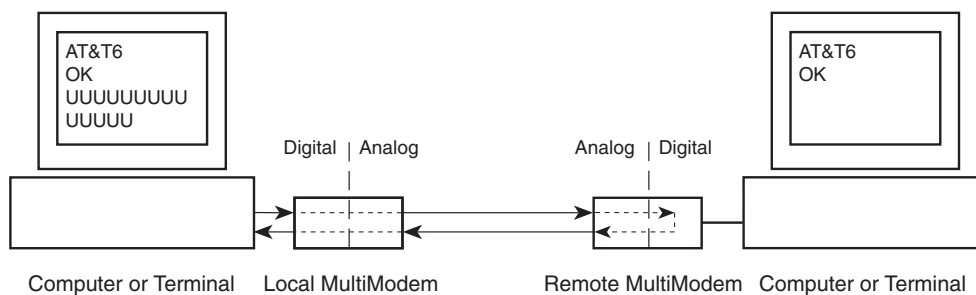 AT&T6
OK
UUUUUUUUU
UUUUU
AT&T6
OK
Digital Analog
Analog Digital
Computer or Terminal
Local MultiModem
Remote MultiModem
Computer or Terminal